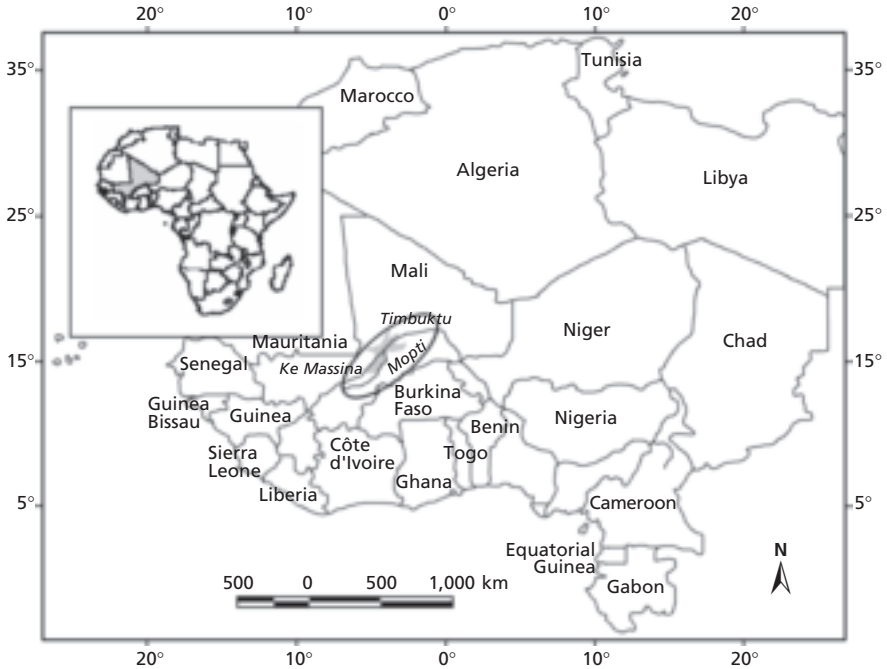 20° 10° 0° 10° 20°
35° 35°
Tunisia
Marocco
Algeria
Libya
25° 25°
Mali
Timbuktu
Niger
Chad
Mauritania
15° 15°
Senegal
Ke Massina
Mopti
Burkina
Faso
Guinea
Bissau
Guinea
Nigeria
Benin
Côte
d'Ivoire
Togo
Sierra
Leone
Ghana
Liberia
5° 5°
Cameroon
Equatorial
Guinea
N
Gabon
500 0 500 1,000 km
20° 10° 0° 10° 20°